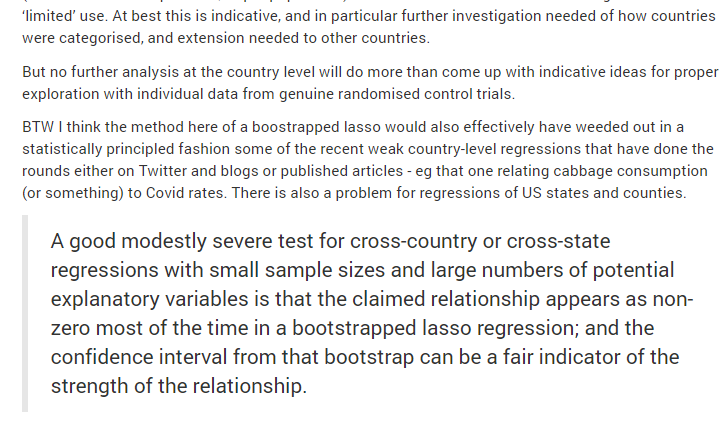 'limited' use. At best this is indicative, and in particular further investigation needed of how countries
were categorised, and extension needed to other countries.
But no further analysis at the country level will do more than come up with indicative ideas for proper
exploration with individual data from genuine randomised control trials.
BTW I think the method here of a boostrapped lasso would also effectively have weeded out in a
statistically principled fashion some of the recent weak country-level regressions that have done the
rounds either on Twitter and blogs or published articles - eg that one relating cabbage consumption
(or something) to Covid rates. There is also a problem for regressions of US states and counties.
A good modestly severe test for cross-country or cross-state
regressions with small sample sizes and large numbers of potential
explanatory variables is that the claimed relationship appears as non-
zero most of the time in a bootstrapped lasso regression; and the
confidence interval from that bootstrap can be a fair indicator of the
strength of the relationship.